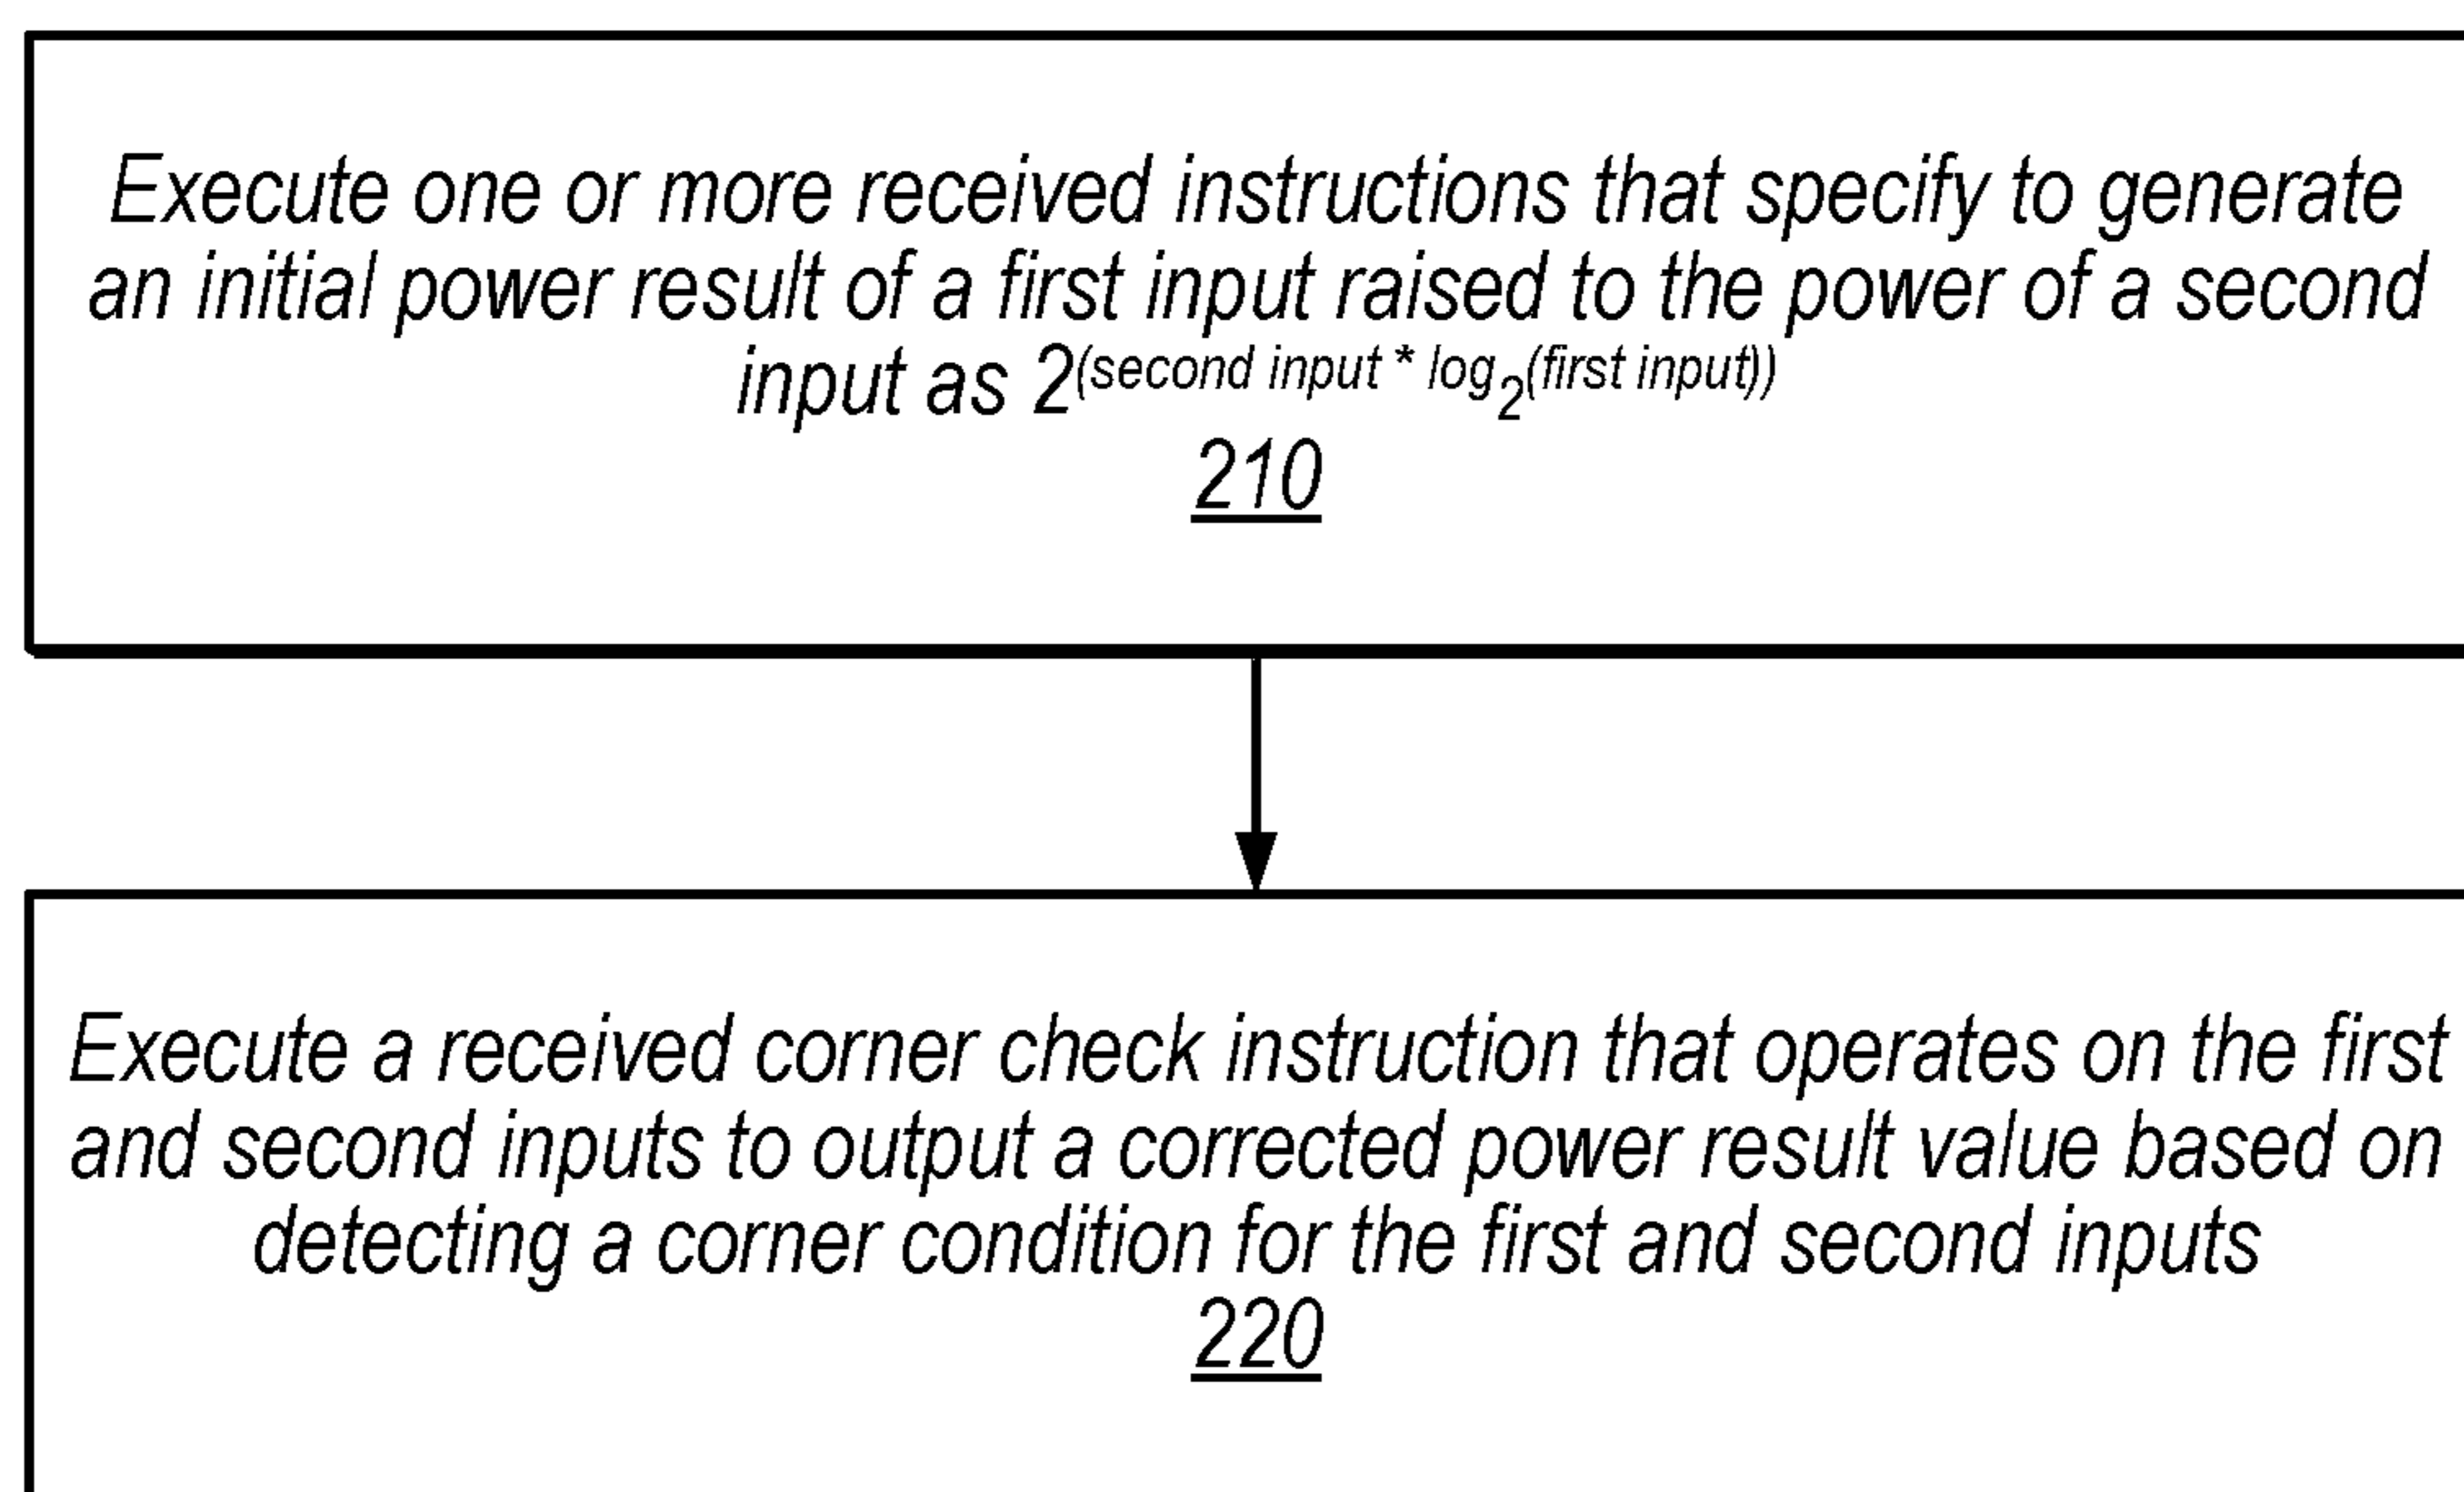 Execute one or more received instructions that specify to generate
an initial power result of a first input raised to the power of a second
input as 2^(second input * log₂(first input))
210
Execute a received corner check instruction that operates on the first
and second inputs to output a corrected power result value based on
detecting a corner condition for the first and second inputs
220